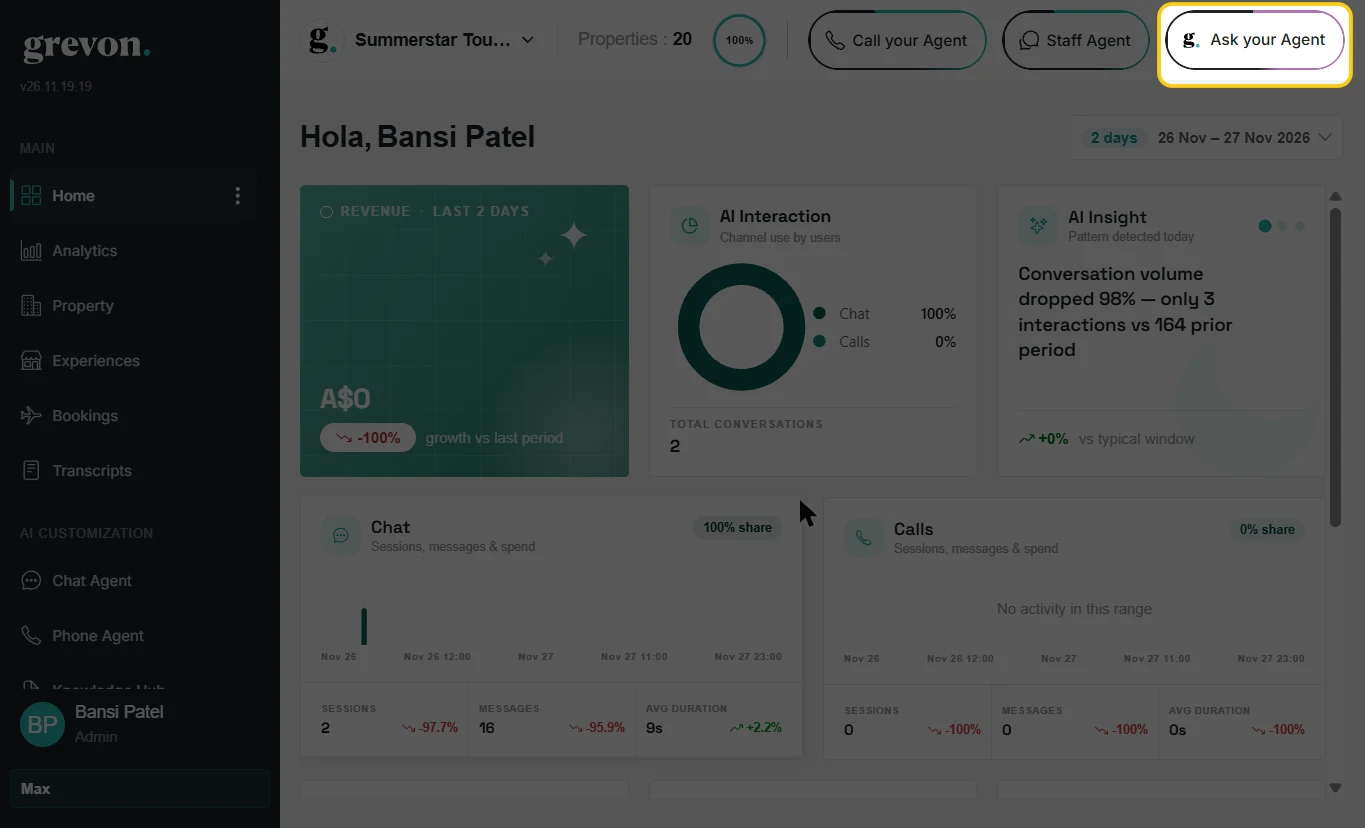 grevon.
v26.11.19.19
MAIN
Home
Analytics
Property
Experiences
Bookings
Transcripts
AI CUSTOMIZATION
Chat Agent
Phone Agent
Knowledge Hub
BP
Bansi Patel
Admin
Max
g. Summerstar Tou...
Properties : 20
100%
Call your Agent
Staff Agent
g. Ask your Agent
Hola, Bansi Patel
2 days 26 Nov – 27 Nov 2026
REVENUE · LAST 2 DAYS
A$0
-100% growth vs last period
AI Interaction
Channel use by users
Chat 100%
Calls 0%
TOTAL CONVERSATIONS
2
AI Insight
Pattern detected today
Conversation volume
dropped 98% — only 3
interactions vs 164 prior
period
+0% vs typical window
Chat
Sessions, messages & spend
100% share
Nov 26 Nov 26 12:00 Nov 27 Nov 27 11:00 Nov 27 23:00
SESSIONS
2 -97.7%
MESSAGES
16 -95.9%
AVG DURATION
9s +2.2%
Calls
Sessions, messages & spend
0% share
No activity in this range
Nov 26 Nov 26 12:00 Nov 27 Nov 27 11:00 Nov 27 23:00
SESSIONS
0 -100%
MESSAGES
0 -100%
AVG DURATION
0s -100%